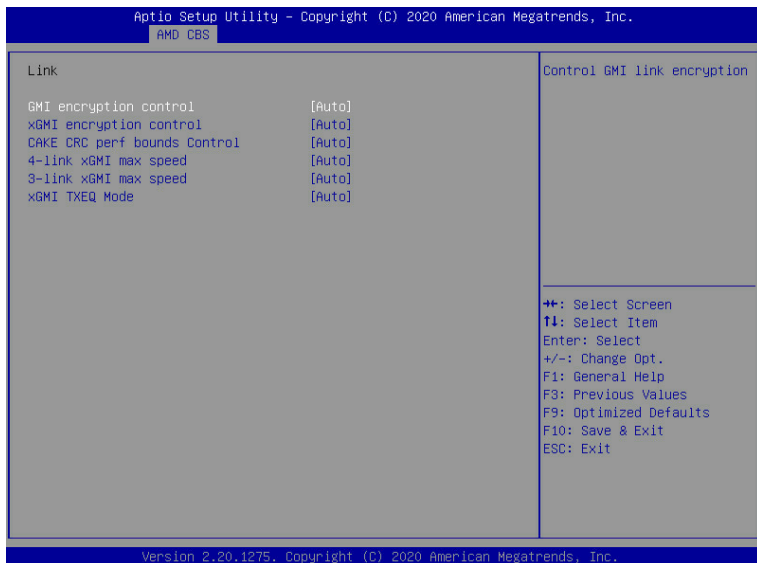 Aptio Setup Utility – Copyright (C) 2020 American Megatrends, Inc.
AMD CBS
Link
GMI encryption control [Auto]
xGMI encryption control [Auto]
CAKE CRC perf bounds Control [Auto]
4-link xGMI max speed [Auto]
3-link xGMI max speed [Auto]
xGMI TXEQ Mode [Auto]
Control GMI link encryption
→←: Select Screen
↑↓: Select Item
Enter: Select
+/-: Change Opt.
F1: General Help
F3: Previous Values
F9: Optimized Defaults
F10: Save & Exit
ESC: Exit
Version 2.20.1275. Copyright (C) 2020 American Megatrends, Inc.